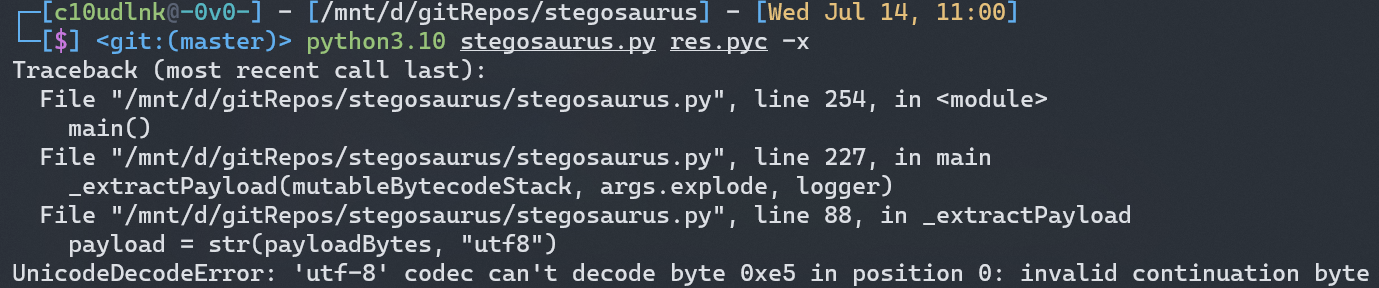 [c10udlnk@-0v0-] - [/mnt/d/gitRepos/stegosaurus] - [Wed Jul 14, 11:00]
[$] <git:(master)> python3.10 stegosaurus.py res.pyc -x
Traceback (most recent call last):
  File "/mnt/d/gitRepos/stegosaurus/stegosaurus.py", line 254, in <module>
    main()
  File "/mnt/d/gitRepos/stegosaurus/stegosaurus.py", line 227, in main
    _extractPayload(mutableBytecodeStack, args.explode, logger)
  File "/mnt/d/gitRepos/stegosaurus/stegosaurus.py", line 88, in _extractPayload
    payload = str(payloadBytes, "utf8")
UnicodeDecodeError: 'utf-8' codec can't decode byte 0xe5 in position 0: invalid continuation byte